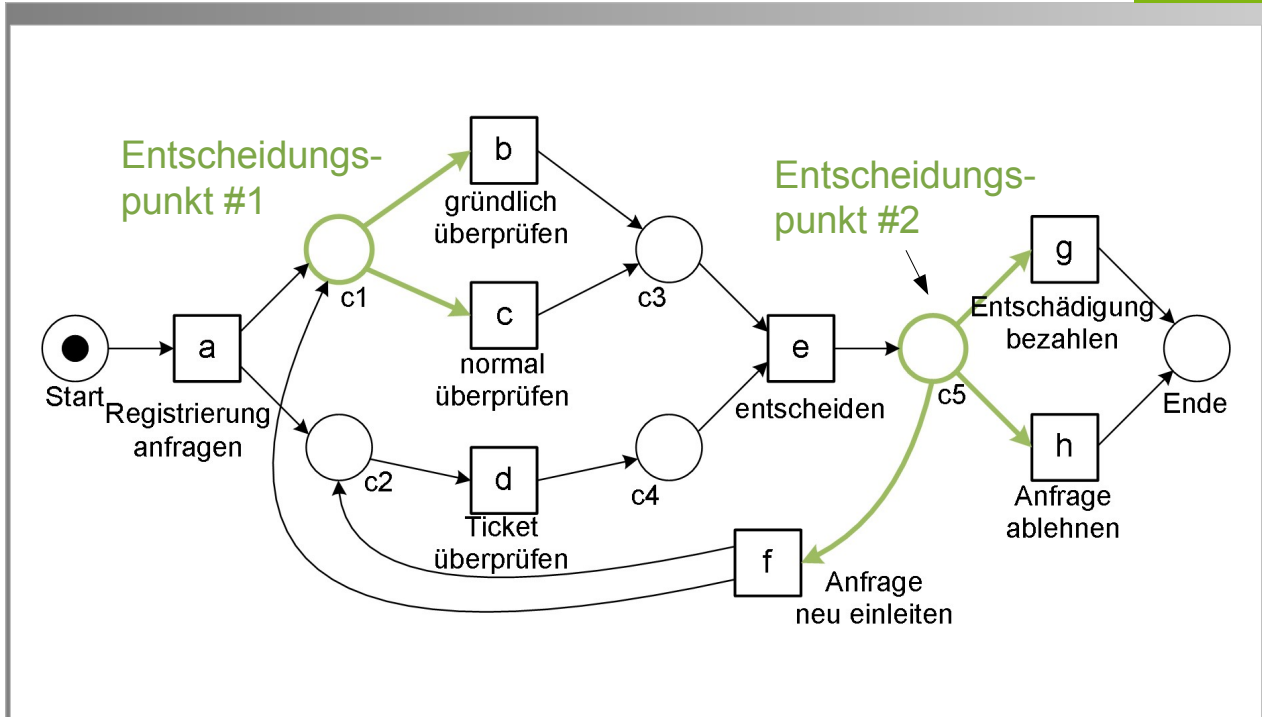 Entscheidungs-
punkt #1
b
gründlich
überprüfen
Entscheidungs-
punkt #2
c1
c
normal
überprüfen
c3
g
Entschädigung
bezahlen
Start
a
Registrierung
anfragen
e
entscheiden
c5
Ende
c2
d
Ticket
überprüfen
c4
h
Anfrage
ablehnen
f
Anfrage
neu einleiten